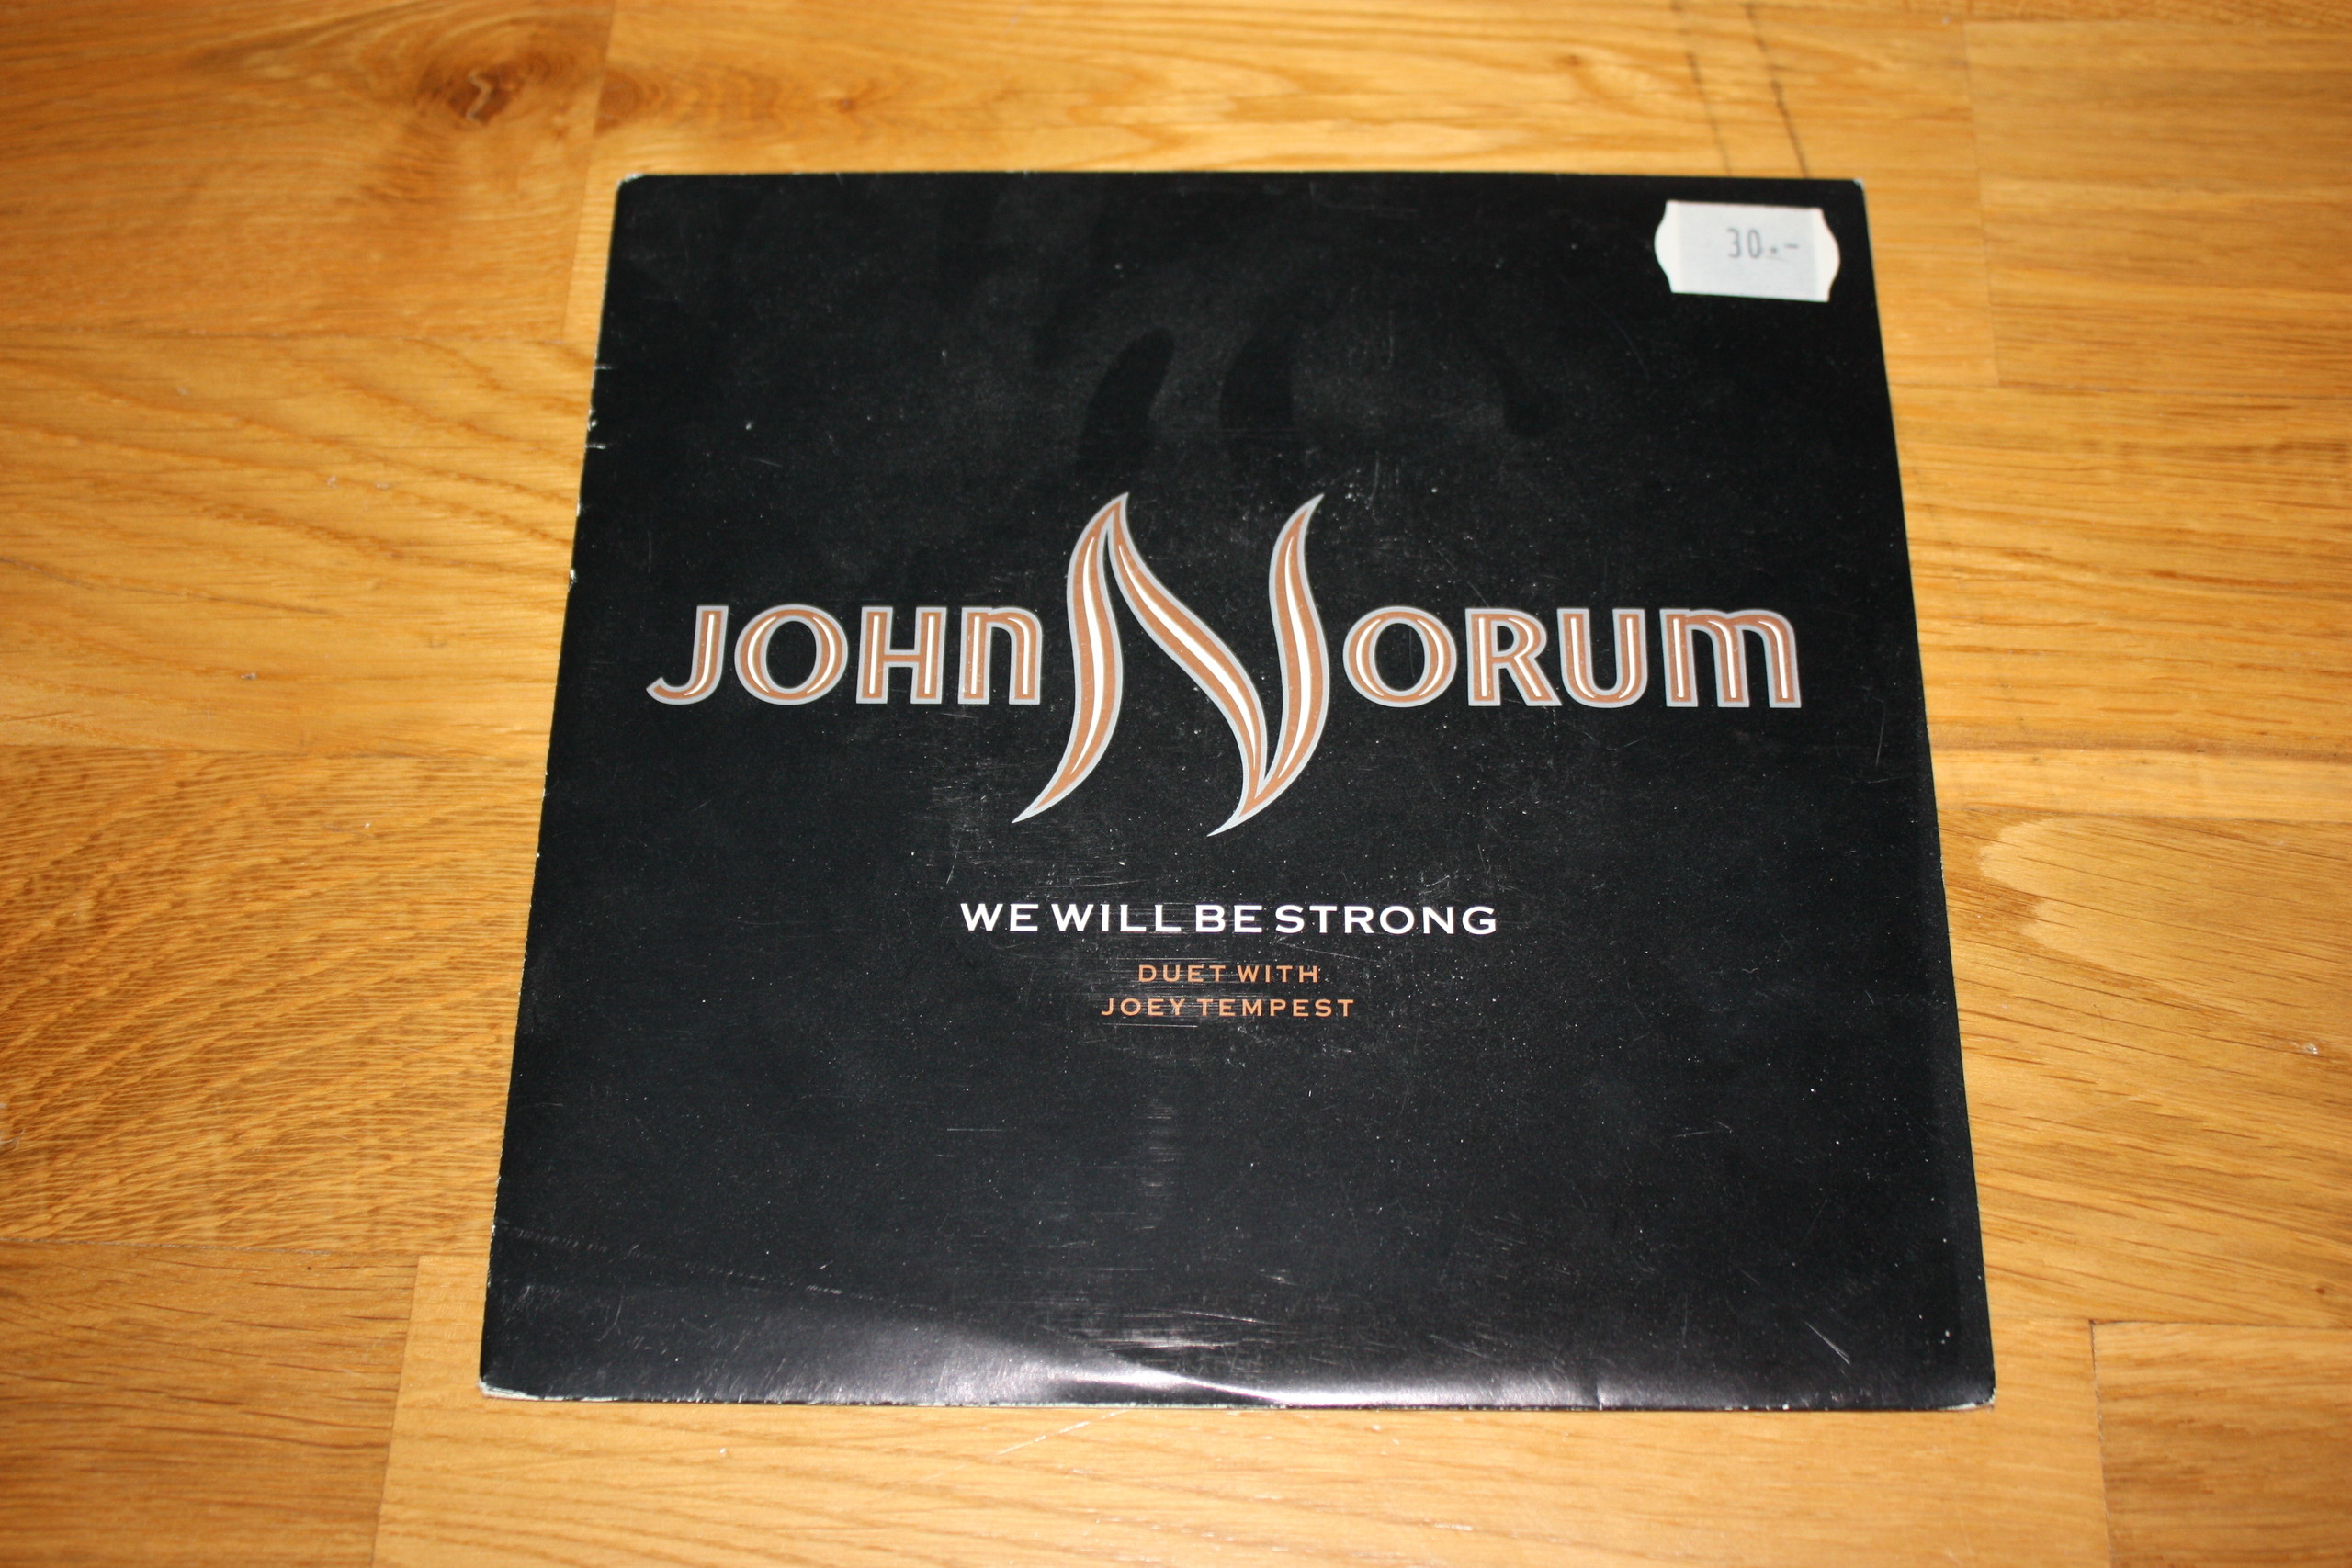 30.-
JOHN NORUM
WE WILL BE STRONG
DUET WITH
JOEY TEMPEST